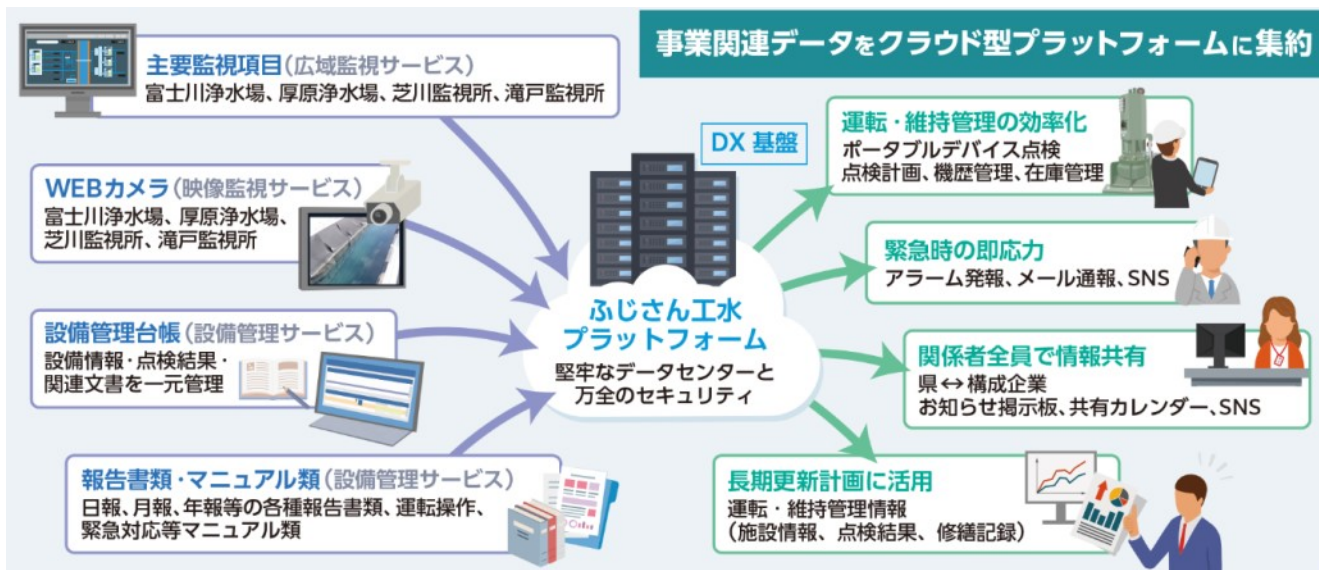 事業関連データをクラウド型プラットフォームに集約
主要監視項目(広域監視サービス)
富士川浄水場、厚原浄水場、芝川監視所、滝戸監視所
WEBカメラ(映像監視サービス)
富士川浄水場、厚原浄水場、
芝川監視所、滝戸監視所
設備管理台帳(設備管理サービス)
設備情報・点検結果・
関連文書を一元管理
報告書類・マニュアル類(設備管理サービス)
日報、月報、年報等の各種報告書類、運転操作、
緊急対応等マニュアル類
DX 基盤
ふじさん工水
プラットフォーム
堅牢なデータセンターと
万全のセキュリティ
運転・維持管理の効率化
ポータブルデバイス点検
点検計画、機歴管理、在庫管理
緊急時の即応力
アラーム発報、メール通報、SNS
関係者全員で情報共有
県↔構成企業
お知らせ掲示板、共有カレンダー、SNS
長期更新計画に活用
運転・維持管理情報
(施設情報、点検結果、修繕記録)